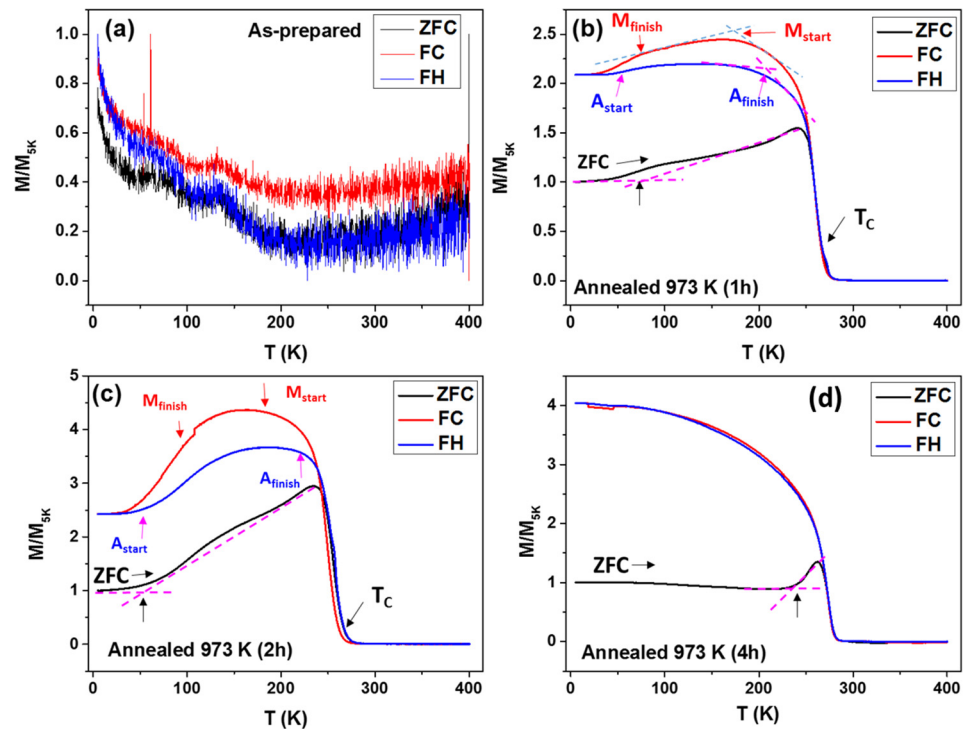 (a)
As-prepared
ZFC
FC
FH
1.0
0.8
0.6
0.4
0.2
0.0
M/M5K
0
100
200
300
400
T (K)
(b)
Mfinish
Mstart
ZFC
FC
FH
2.5
2.0
1.5
1.0
0.5
0.0
M/M5K
Astart
Afinish
ZFC
TC
Annealed 973 K (1h)
0
100
200
300
400
T (K)
(c)
Mfinish
Mstart
ZFC
FC
FH
5
4
3
2
1
0
M/M5K
Astart
Afinish
ZFC
TC
Annealed 973 K (2h)
0
100
200
300
400
T (K)
(d)
ZFC
FC
FH
4
3
2
1
0
M/M5K
ZFC
Annealed 973 K (4h)
0
100
200
300
400
T (K)